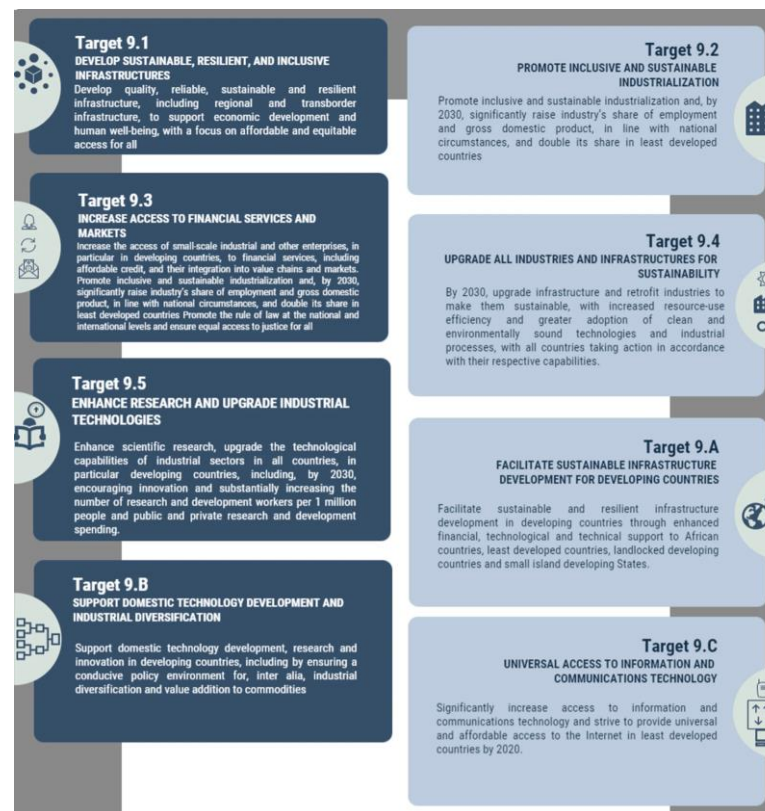 Target 9.1
DEVELOP SUSTAINABLE, RESILIENT, AND INCLUSIVE
INFRASTRUCTURES
Develop quality, reliable, sustainable and resilient
infrastructure, including regional and transborder
infrastructure, to support economic development and
human well-being, with a focus on affordable and equitable
access for all
Target 9.2
PROMOTE INCLUSIVE AND SUSTAINABLE
INDUSTRIALIZATION
Promote inclusive and sustainable industrialization and, by
2030, significantly raise industry's share of employment
and gross domestic product, in line with national
circumstances, and double its share in least developed
countries
Target 9.3
INCREASE ACCESS TO FINANCIAL SERVICES AND
MARKETS
Increase the access of small-scale industrial and other enterprises, in
particular in developing countries, to financial services, including
affordable credit, and their integration into value chains and markets.
Promote inclusive and sustainable industrialization and, by 2030,
significantly raise industry's share of employment and gross domestic
product, in line with national circumstances, and double its share in
least developed countries Promote the rule of law at the national and
international levels and ensure equal access to justice for all
Target 9.4
UPGRADE ALL INDUSTRIES AND INFRASTRUCTURES FOR
SUSTAINABILITY
By 2030, upgrade infrastructure and retrofit industries to
make them sustainable, with increased resource-use
efficiency and greater adoption of clean and
environmentally sound technologies and industrial
processes, with all countries taking action in accordance
with their respective capabilities.
Target 9.5
ENHANCE RESEARCH AND UPGRADE INDUSTRIAL
TECHNOLOGIES
Enhance scientific research, upgrade the technological
capabilities of industrial sectors in all countries, in
particular developing countries, including, by 2030,
encouraging innovation and substantially increasing the
number of research and development workers per 1 million
people and public and private research and development
spending.
Target 9.A
FACILITATE SUSTAINABLE INFRASTRUCTURE
DEVELOPMENT FOR DEVELOPING COUNTRIES
Facilitate sustainable and resilient infrastructure
development in developing countries through enhanced
financial, technological and technical support to African
countries, least developed countries, landlocked developing
countries and small island developing States.
Target 9.B
SUPPORT DOMESTIC TECHNOLOGY DEVELOPMENT AND
INDUSTRIAL DIVERSIFICATION
Support domestic technology development, research and
innovation in developing countries, including by ensuring a
conducive policy environment for, inter alia, industrial
diversification and value addition to commodities
Target 9.C
UNIVERSAL ACCESS TO INFORMATION AND
COMMUNICATIONS TECHNOLOGY
Significantly increase access to information and
communications technology and strive to provide universal
and affordable access to the Internet in least developed
countries by 2020.